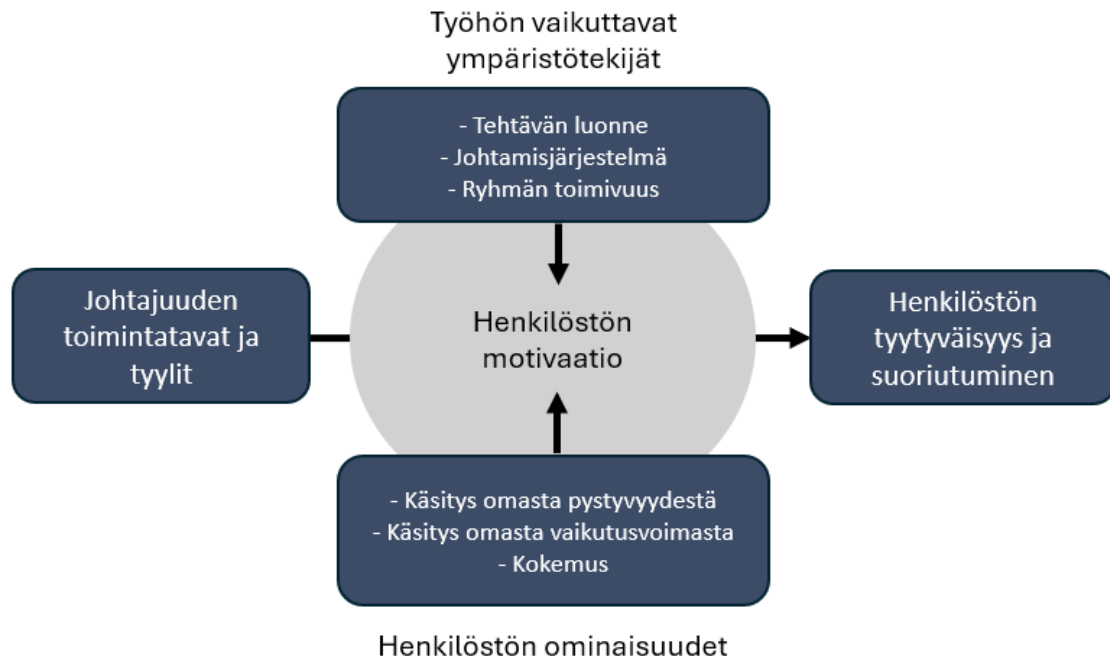 Työhön vaikuttavat
ympäristötekijät
- Tehtävän luonne
- Johtamisjärjestelmä
- Ryhmän toimivuus
Johtajuuden
toimintatavat ja
tyylit
Henkilöstön
motivaatio
Henkilöstön
tyytyväisyys ja
suoriutuminen
- Käsitys omasta pystyvyydestä
- Käsitys omasta vaikutusvoimasta
- Kokemus
Henkilöstön ominaisuudet